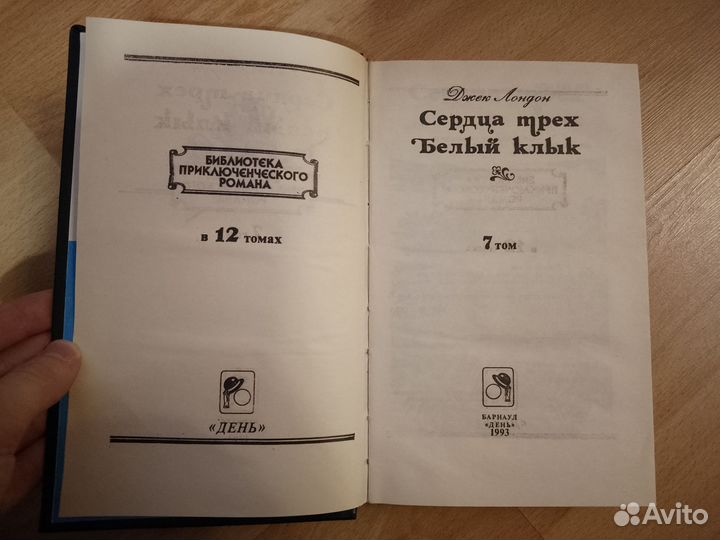 БИБЛИОТЕКА
ПРИКЛЮЧЕНЧЕСКОГО
РОМАНА
в 12 томах
«ДЕНЬ»
Джек Лондон
Сердца трех
Белый клык
7 том
БАРНАУЛ
«ДЕНЬ»
1993
Avito